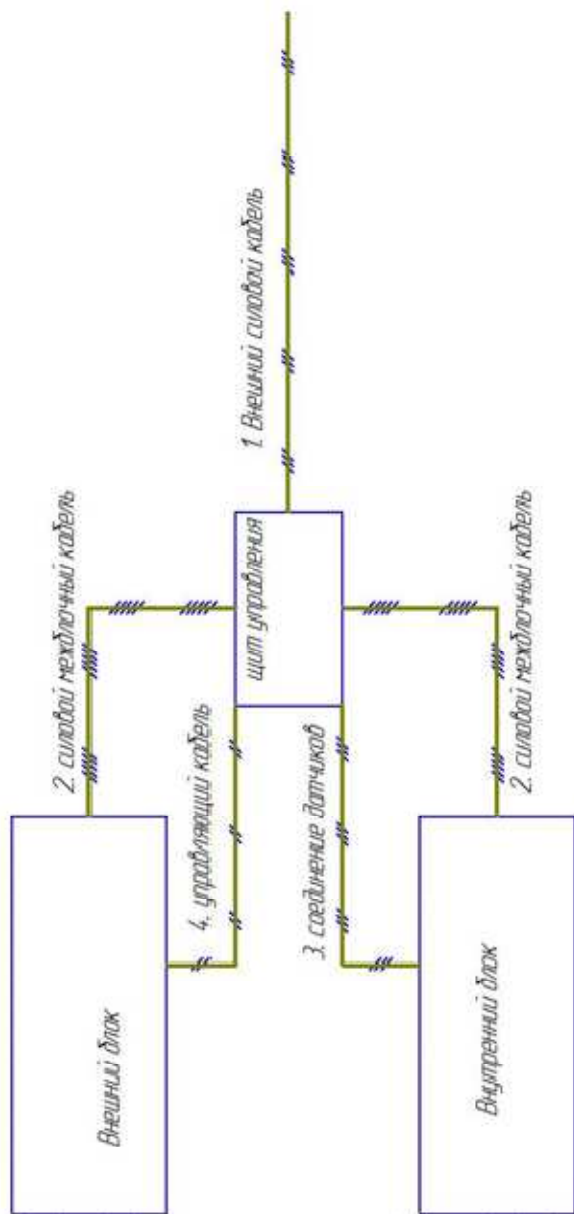 Внешний блок
2. силовой межблочный кабель
4. управляющий кабель
щит управления
1. Внешний силовой кабель
3. соединение датчиков
Внутренний блок
2. силовой межблочный кабель